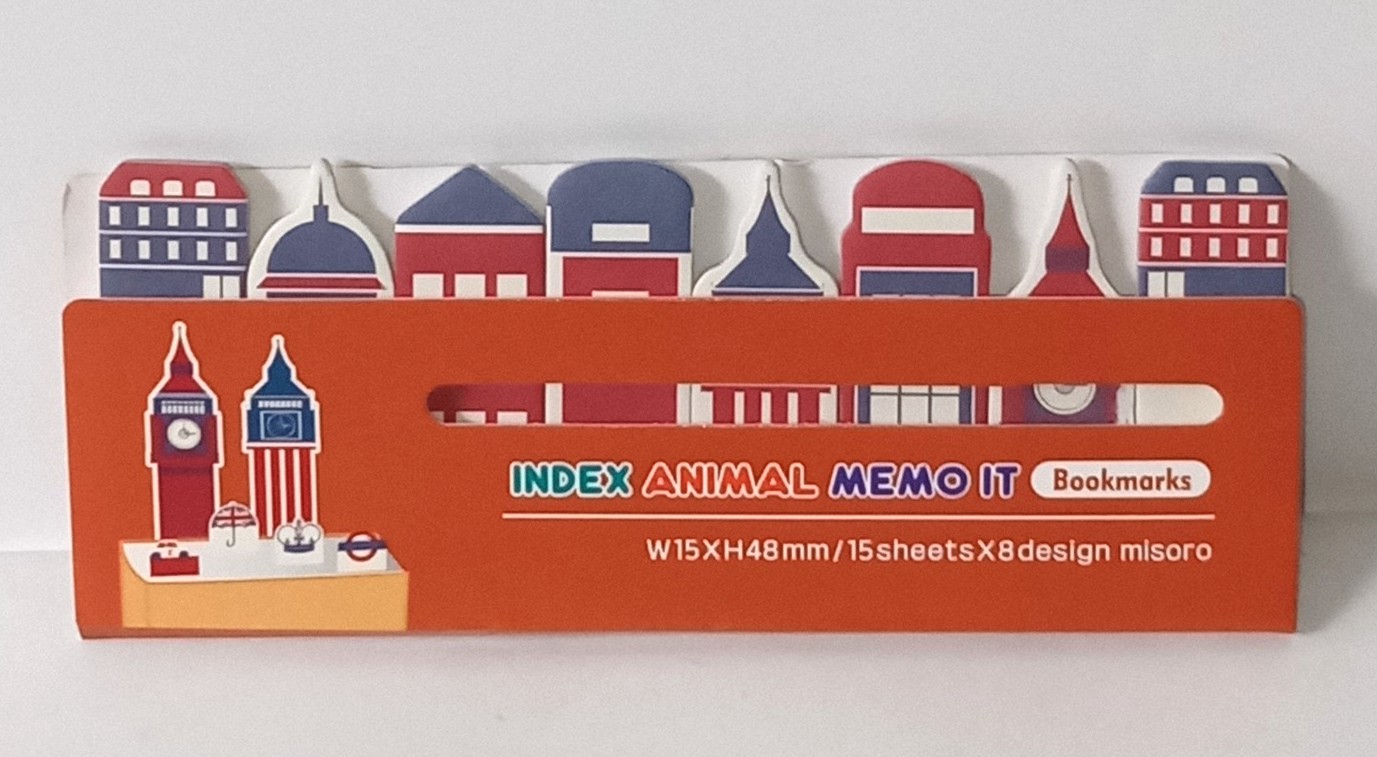 INDEX ANIMAL MEMO IT Bookmarks
W15XH48mm/15sheetsX8design misoro